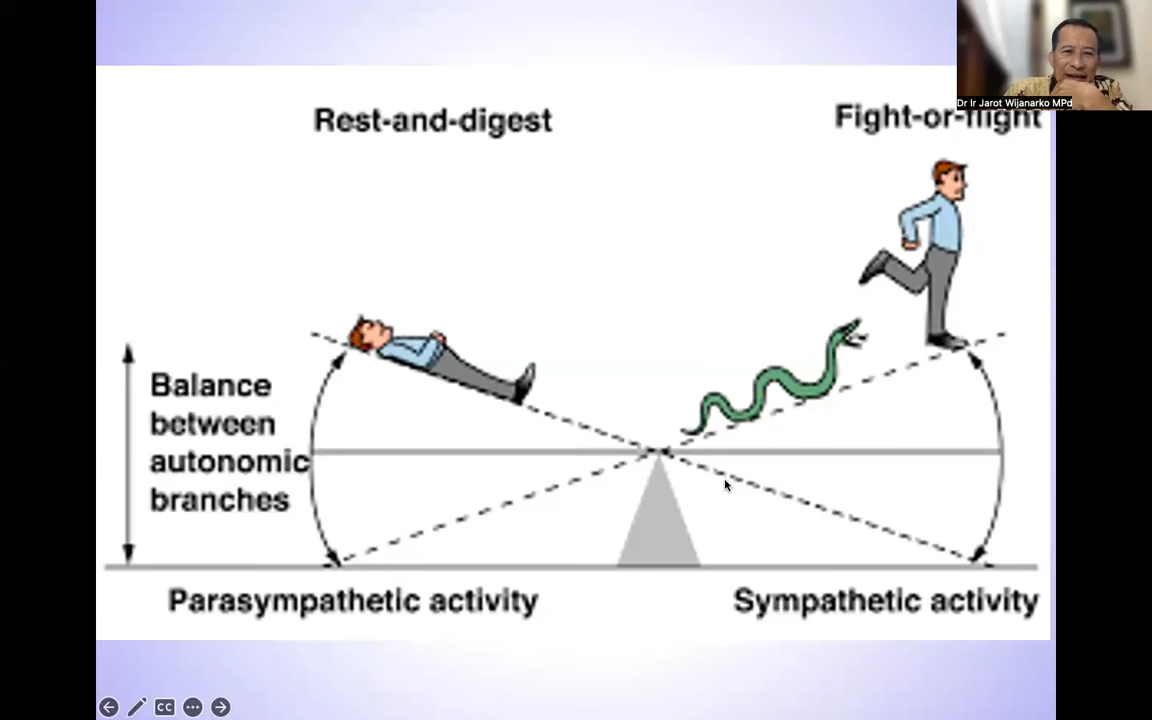 Dr Ir Jarot Wijanarko MPd
Rest-and-digest
Fight-or-flight
Balance
between
autonomic
branches
Parasympathetic activity
Sympathetic activity
CC